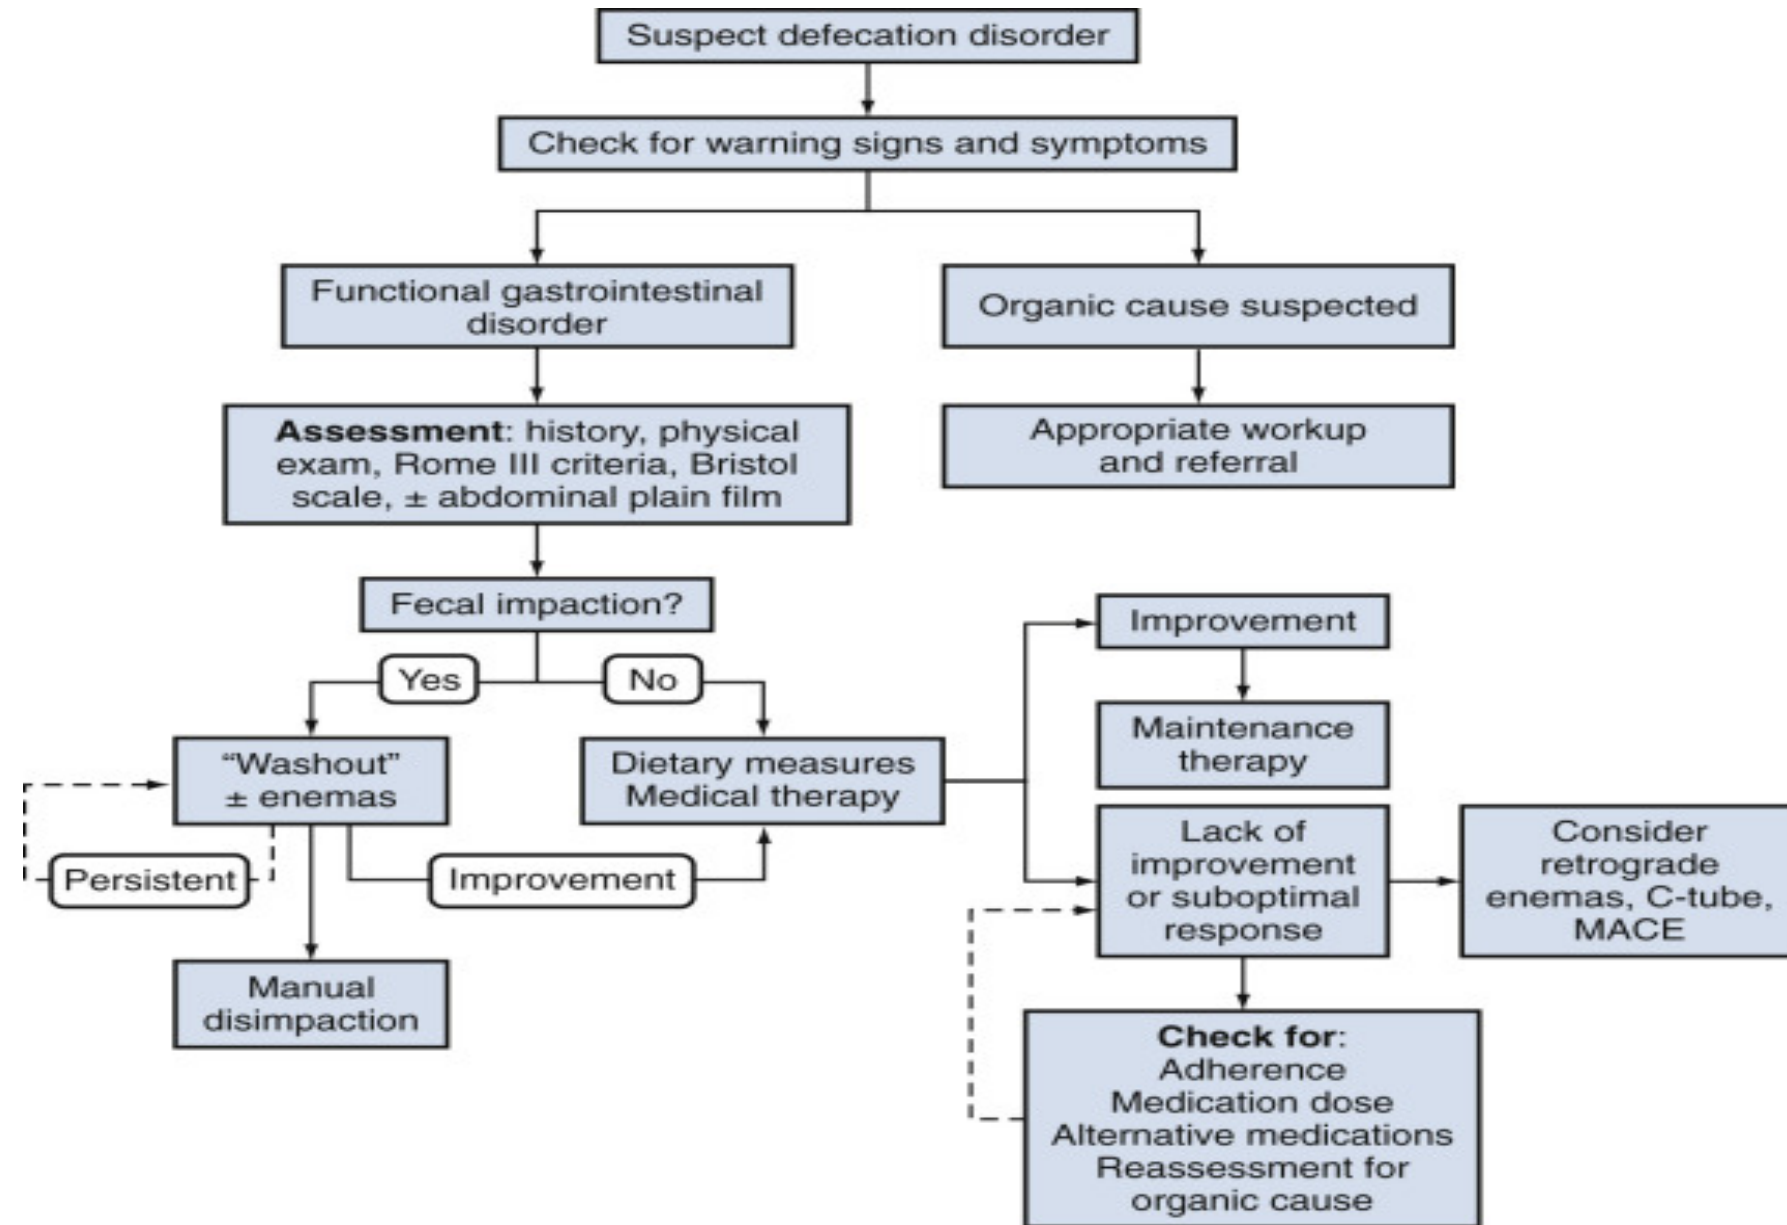 Suspect defecation disorder
Check for warning signs and symptoms
Functional gastrointestinal
disorder
Organic cause suspected
Assessment: history, physical
exam, Rome III criteria, Bristol
scale, ± abdominal plain film
Appropriate workup
and referral
Fecal impaction?
Yes
No
“Washout”
± enemas
Dietary measures
Medical therapy
Persistent
Improvement
Manual
disimpaction
Improvement
Maintenance
therapy
Lack of
improvement
or suboptimal
response
Consider
retrograde
enemas, C-tube,
MACE
Check for:
Adherence
Medication dose
Alternative medications
Reassessment for
organic cause